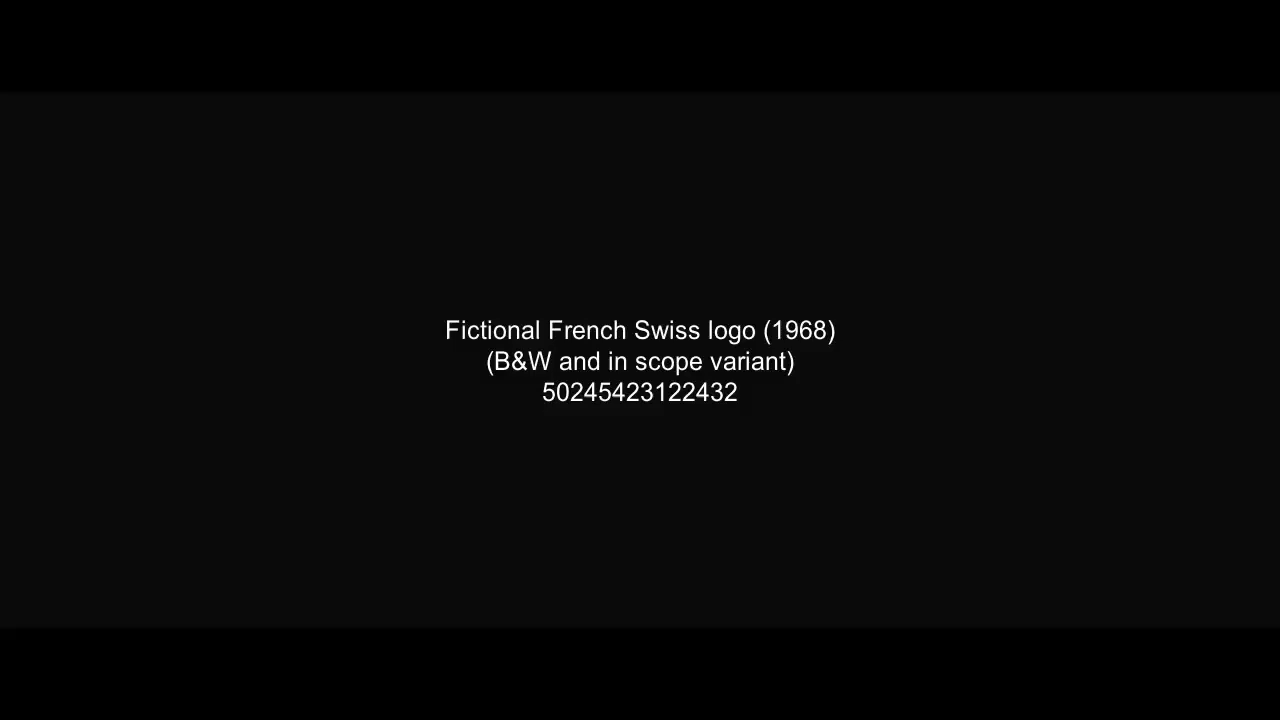 Fictional French Swiss logo (1968)
(B&W and in scope variant)
50245423122432